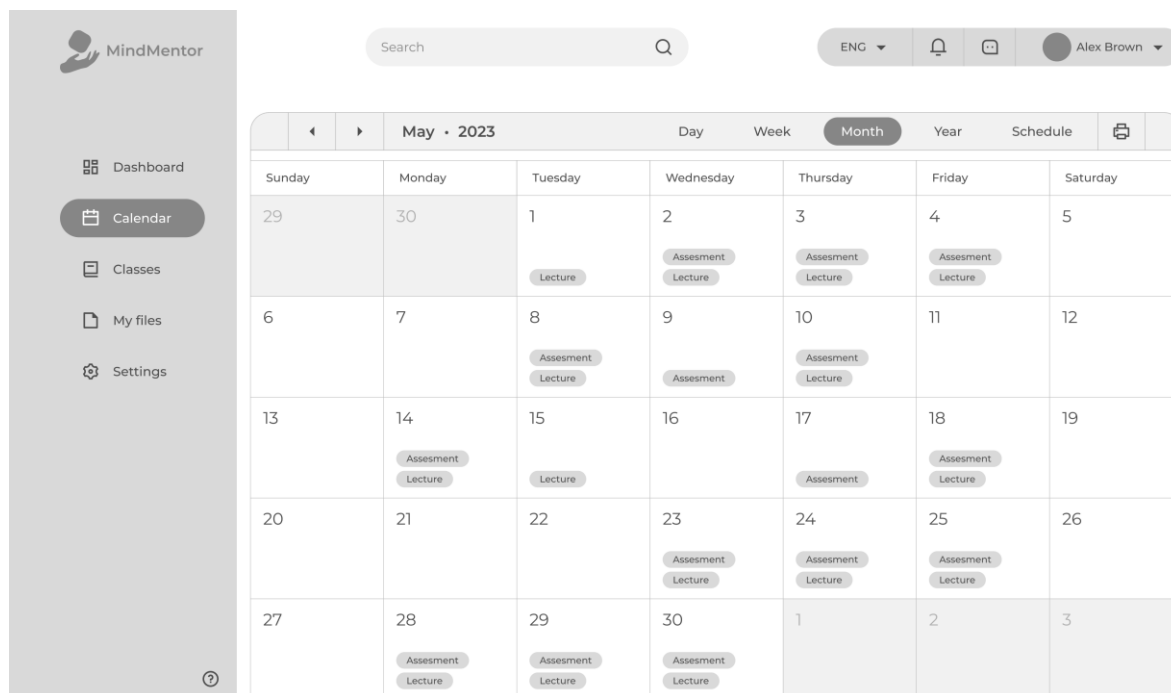 MindMentor
Search
ENG
Alex Brown
Dashboard
Calendar
Classes
My files
Settings
May • 2023
Day Week Month Year Schedule
Sunday Monday Tuesday Wednesday Thursday Friday Saturday
29 30 1 2 3 4 5
Assesment Assesment Assesment
Lecture Lecture Lecture Lecture
6 7 8 9 10 11 12
Assesment Assesment
Lecture Assesment Lecture
13 14 15 16 17 18 19
Assesment Assesment
Lecture Lecture Assesment Lecture
20 21 22 23 24 25 26
Assesment Assesment Assesment
Lecture Lecture Lecture
27 28 29 30 1 2 3
Assesment Assesment Assesment
Lecture Lecture Lecture